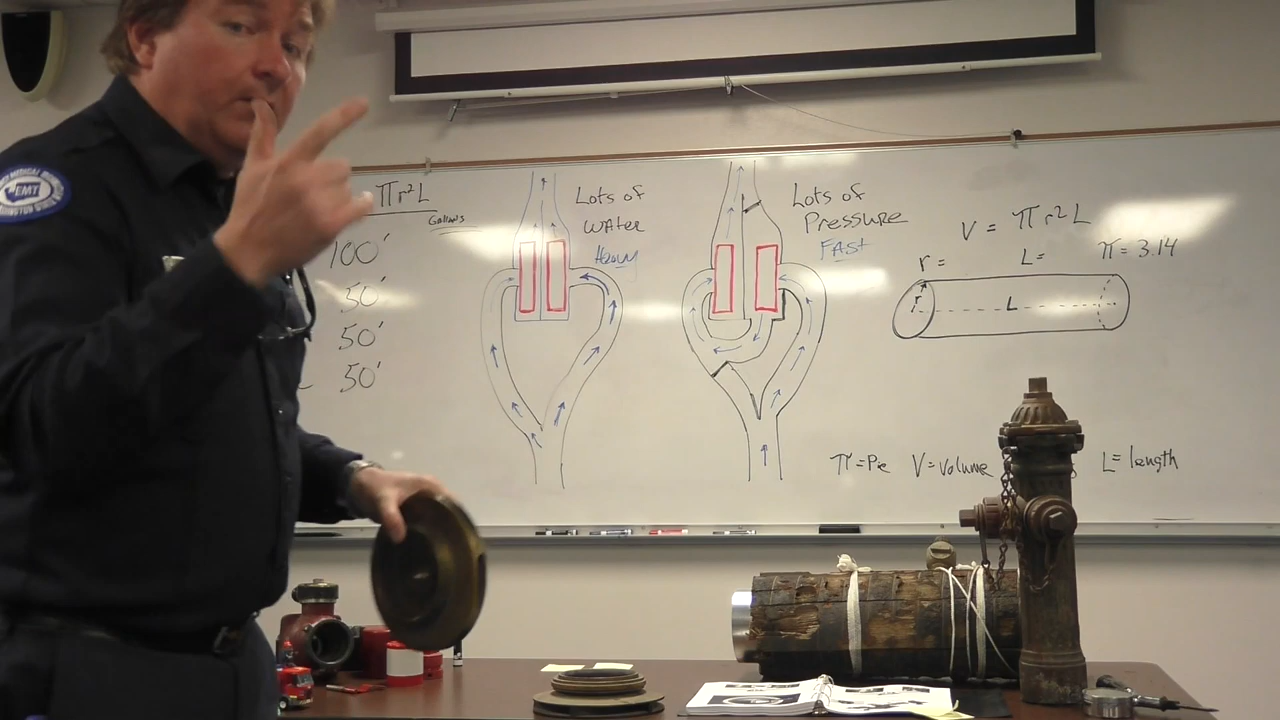 EMT
πr²L
GALLONS
100'
50'
50'
50'
Lots of
WATER
Heavy
Lots of
Pressure
FAST
V = πr²L
r =
L=
π = 3.14
r
L
π=Pie
V=volume
L= length